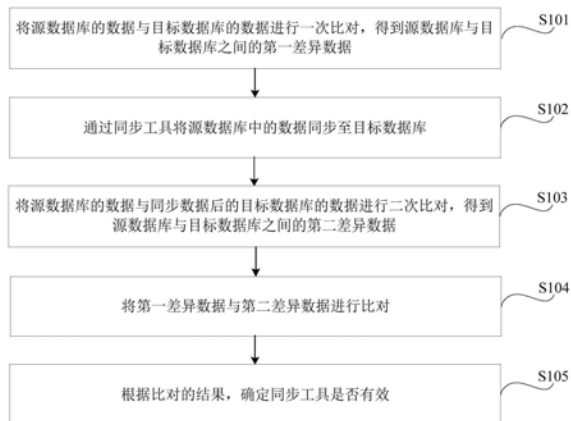 将源数据库的数据与目标数据库的数据进行一次比对，得到源数据库与目
标数据库之间的第一差异数据
S101
通过同步工具将源数据库中的数据同步至目标数据库
S102
将源数据库的数据与同步数据后的目标数据库的数据进行二次比对，得到
源数据库与目标数据库之间的第二差异数据
S103
将第一差异数据与第二差异数据进行比对
S104
根据比对的结果，确定同步工具是否有效
S105